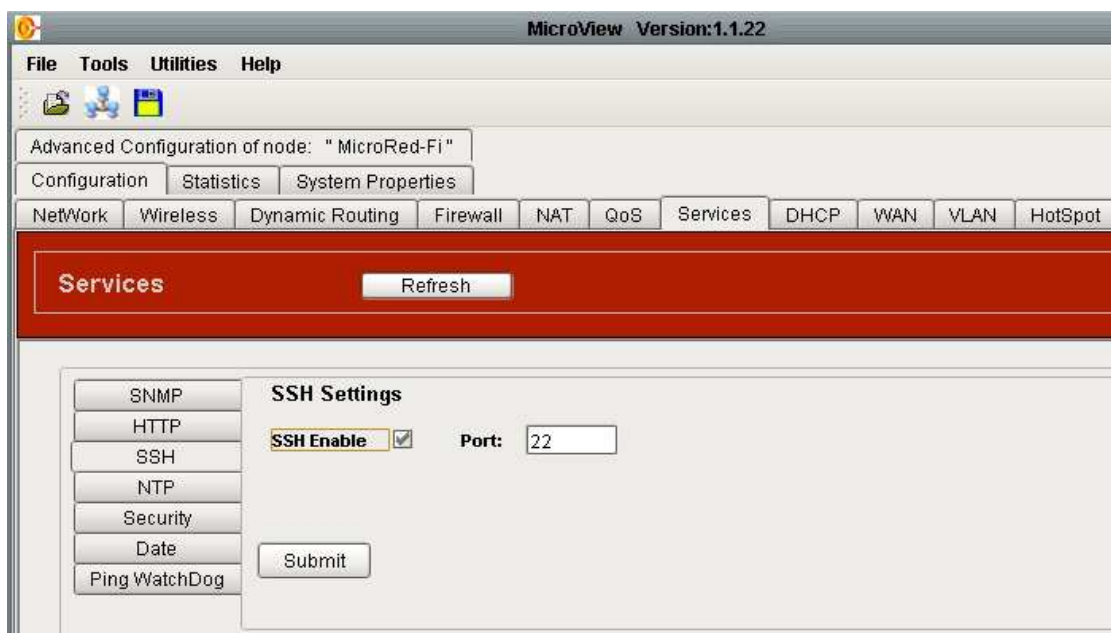 MicroView Version:1.1.22
File Tools Utilities Help
Advanced Configuration of node: "MicroRed-Fi"
Configuration Statistics System Properties
NetWork Wireless Dynamic Routing Firewall NAT QoS Services DHCP WAN VLAN HotSpot
Services Refresh
SNMP
HTTP
SSH
NTP
Security
Date
Ping WatchDog
SSH Settings
SSH Enable Port: 22
Submit